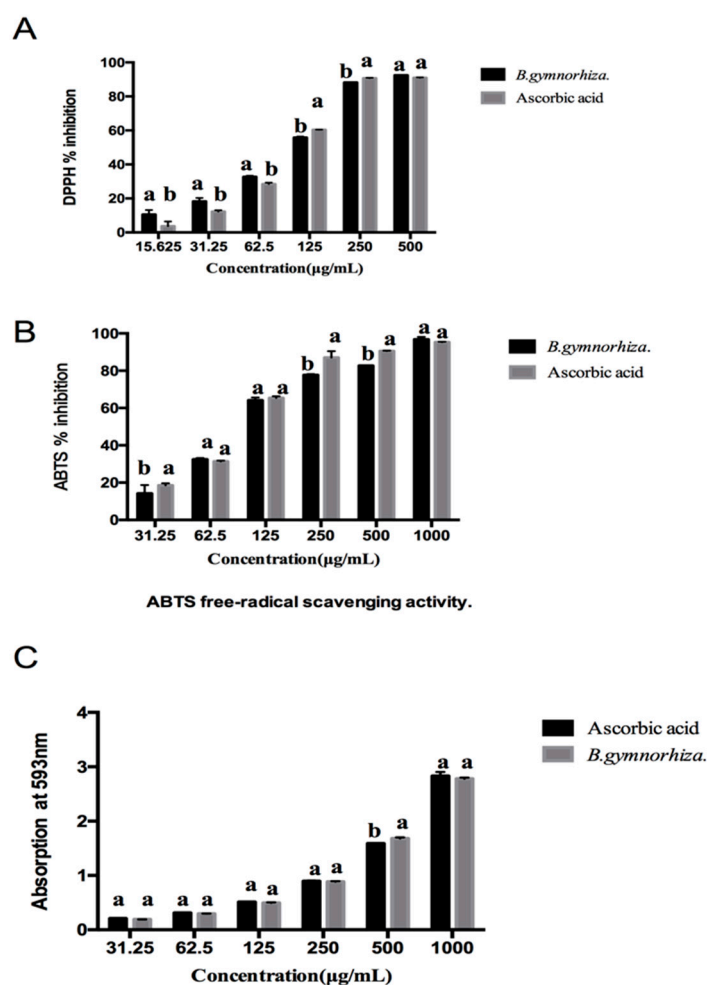 A
DPPH % inhibition
100
80
60
40
20
0
a b a b a b b a b a a a
15.625 31.25 62.5 125 250 500
Concentration(μg/mL)
B.gymnorhiza.
Ascorbic acid
B
ABTS % inhibition
100
80
60
40
20
0
b a a a a a b a b a a a
31.25 62.5 125 250 500 1000
Concentration(μg/mL)
B.gymnorhiza.
Ascorbic acid
ABTS free-radical scavenging activity.
C
Absorption at 593nm
4
3
2
1
0
a a a a a a a a b a a a
31.25 62.5 125 250 500 1000
Concentration(μg/mL)
Ascorbic acid
B.gymnorhiza.